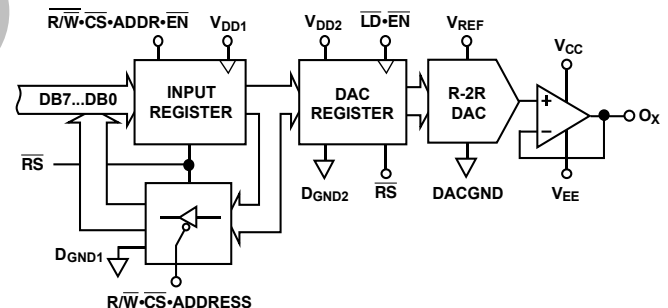 R/W•CS•ADDR•EN
VDD1
VDD2
LD•EN
VREF
VCC
DB7...DB0
INPUT
REGISTER
DAC
REGISTER
R-2R
DAC
+
−
OX
RS
DGND2
RS
DACGND
VEE
DGND1
R/W•CS•ADDRESS